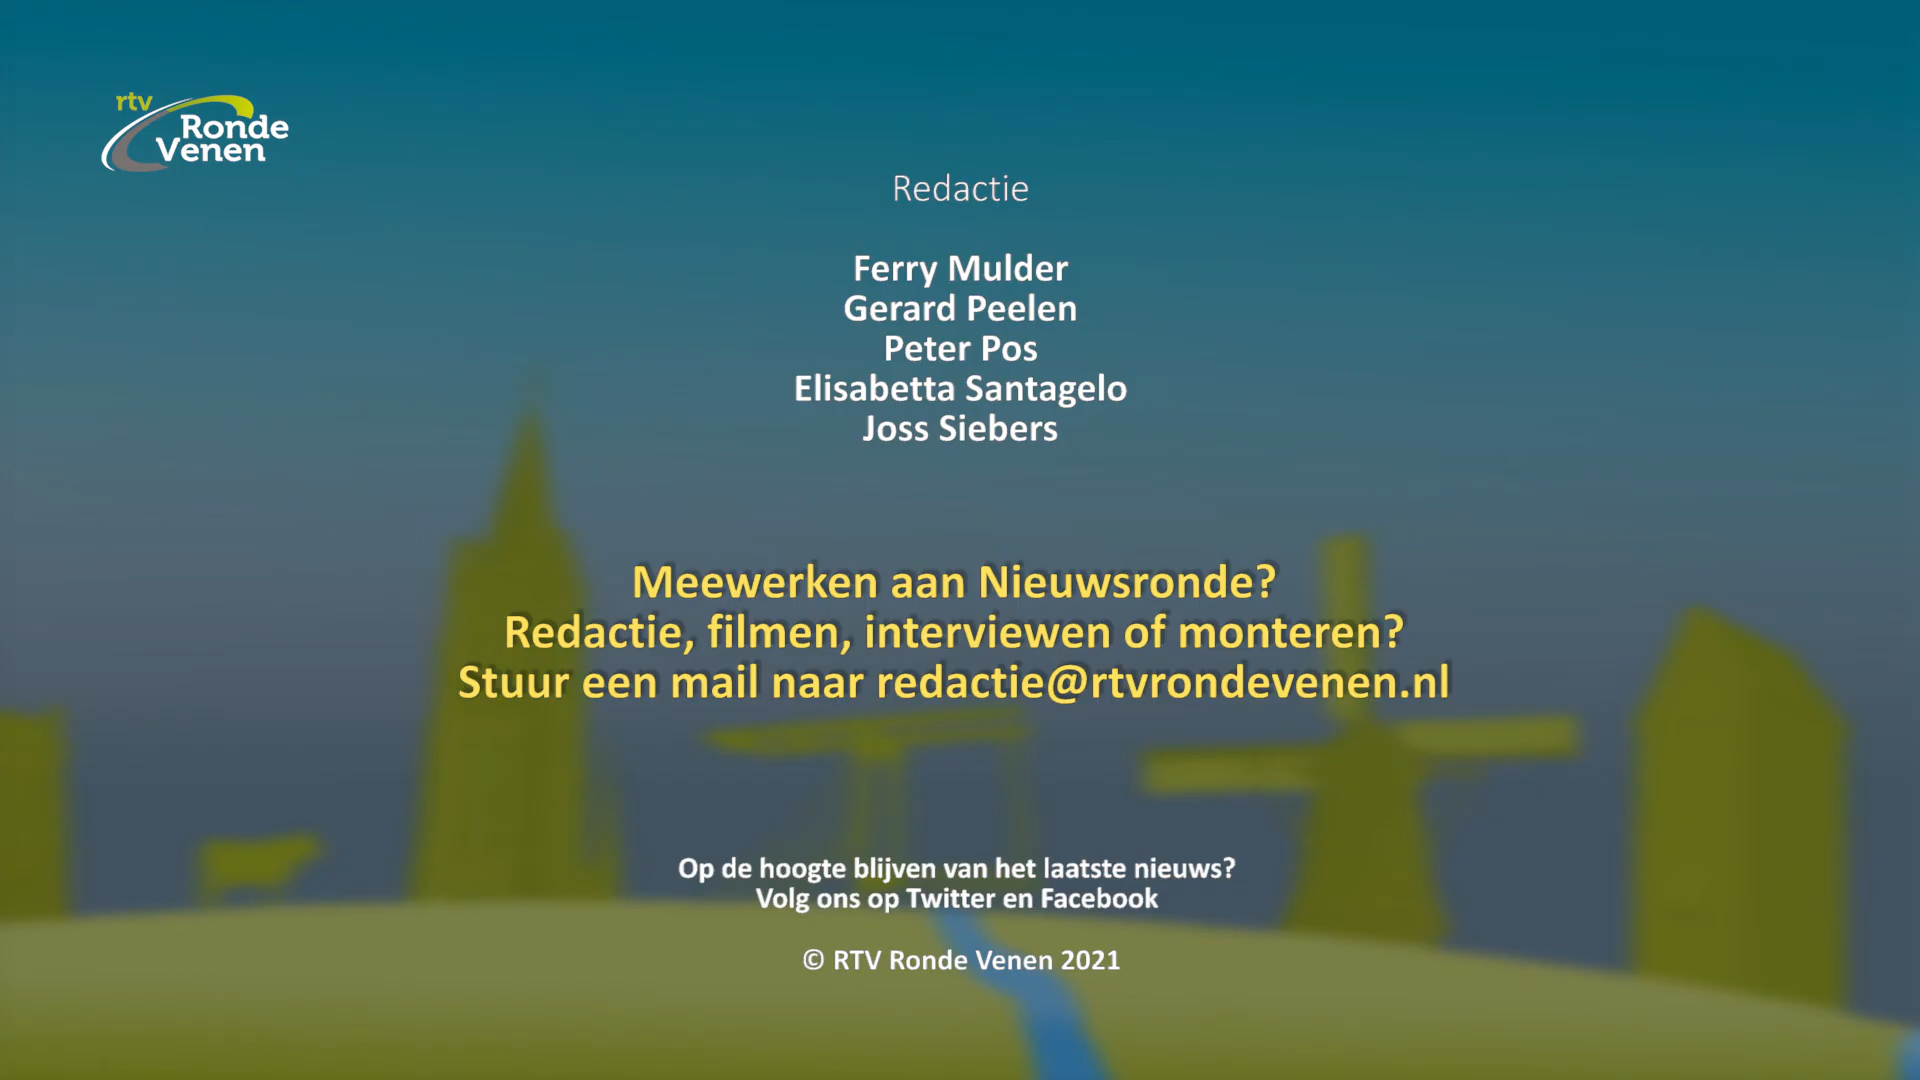 rtv
Ronde
Venen
Redactie
Ferry Mulder
Gerard Peelen
Peter Pos
Elisabetta Santagelo
Joss Siebers
Meewerken aan Nieuwsronde?
Redactie, filmen, interviewen of monteren?
Stuur een mail naar redactie@rtvrondevenen.nl
Op de hoogte blijven van het laatste nieuws?
Volg ons op Twitter en Facebook
© RTV Ronde Venen 2021